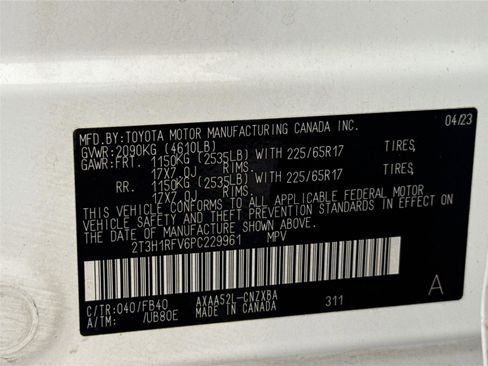 MFD.BY:TOYOTA MOTOR MANUFACTURING CANADA INC. 04/23
GVWR:2090KG (4610LB)
GAWR:FRT. 1150KG (2535LB) WITH 225/65R17 TIRES,
17X7.0J RIMS.
RR. 1150KG (2535LB) WITH 225/65R17 TIRES,
17X7.0J RIMS.
THIS VEHICLE CONFORMS TO ALL APPLICABLE FEDERAL MOTOR
VEHICLE SAFETY AND THEFT PREVENTION STANDARDS IN EFFECT
ON THE DATE OF MANUFACTURE SHOWN ABOVE.
2T3H1RFV6PC229961 MPV
C/TR:040/FB40 AXAA52L-CNZXBA 311 A
A/TM: /UB80E MADE IN CANADA